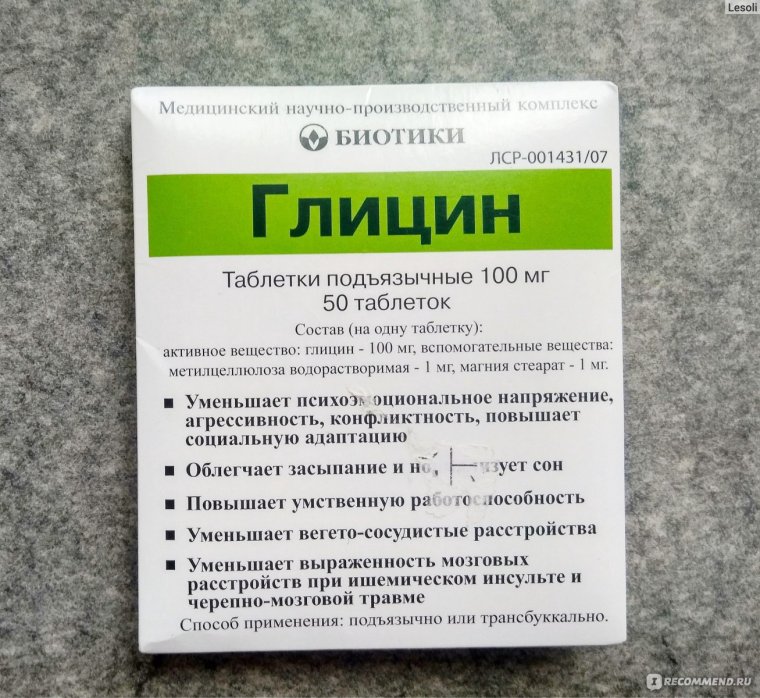 Lesoli
Медицинский научно-производственный комплекс
БИОТИКИ
ЛСР-001431/07
Глицин
Таблетки подъязычные 100 мг
50 таблеток
Состав (на одну таблетку):
активное вещество: глицин - 100 мг, вспомогательные вещества:
метилцеллюлоза водорастворимая - 1 мг, магния стеарат - 1 мг.
Уменьшает психоэмоциональное напряжение,
агрессивность, конфликтность, повышает
социальную адаптацию
Облегчает засыпание и сон
Повышает умственную работоспособность
Уменьшает вегето-сосудистые расстройства
Уменьшает выраженность мозговых
расстройств при ишемическом инсульте и
черепно-мозговой травме
Способ применения: подъязычно или трансбуккально.
IRECOMMEND.RU